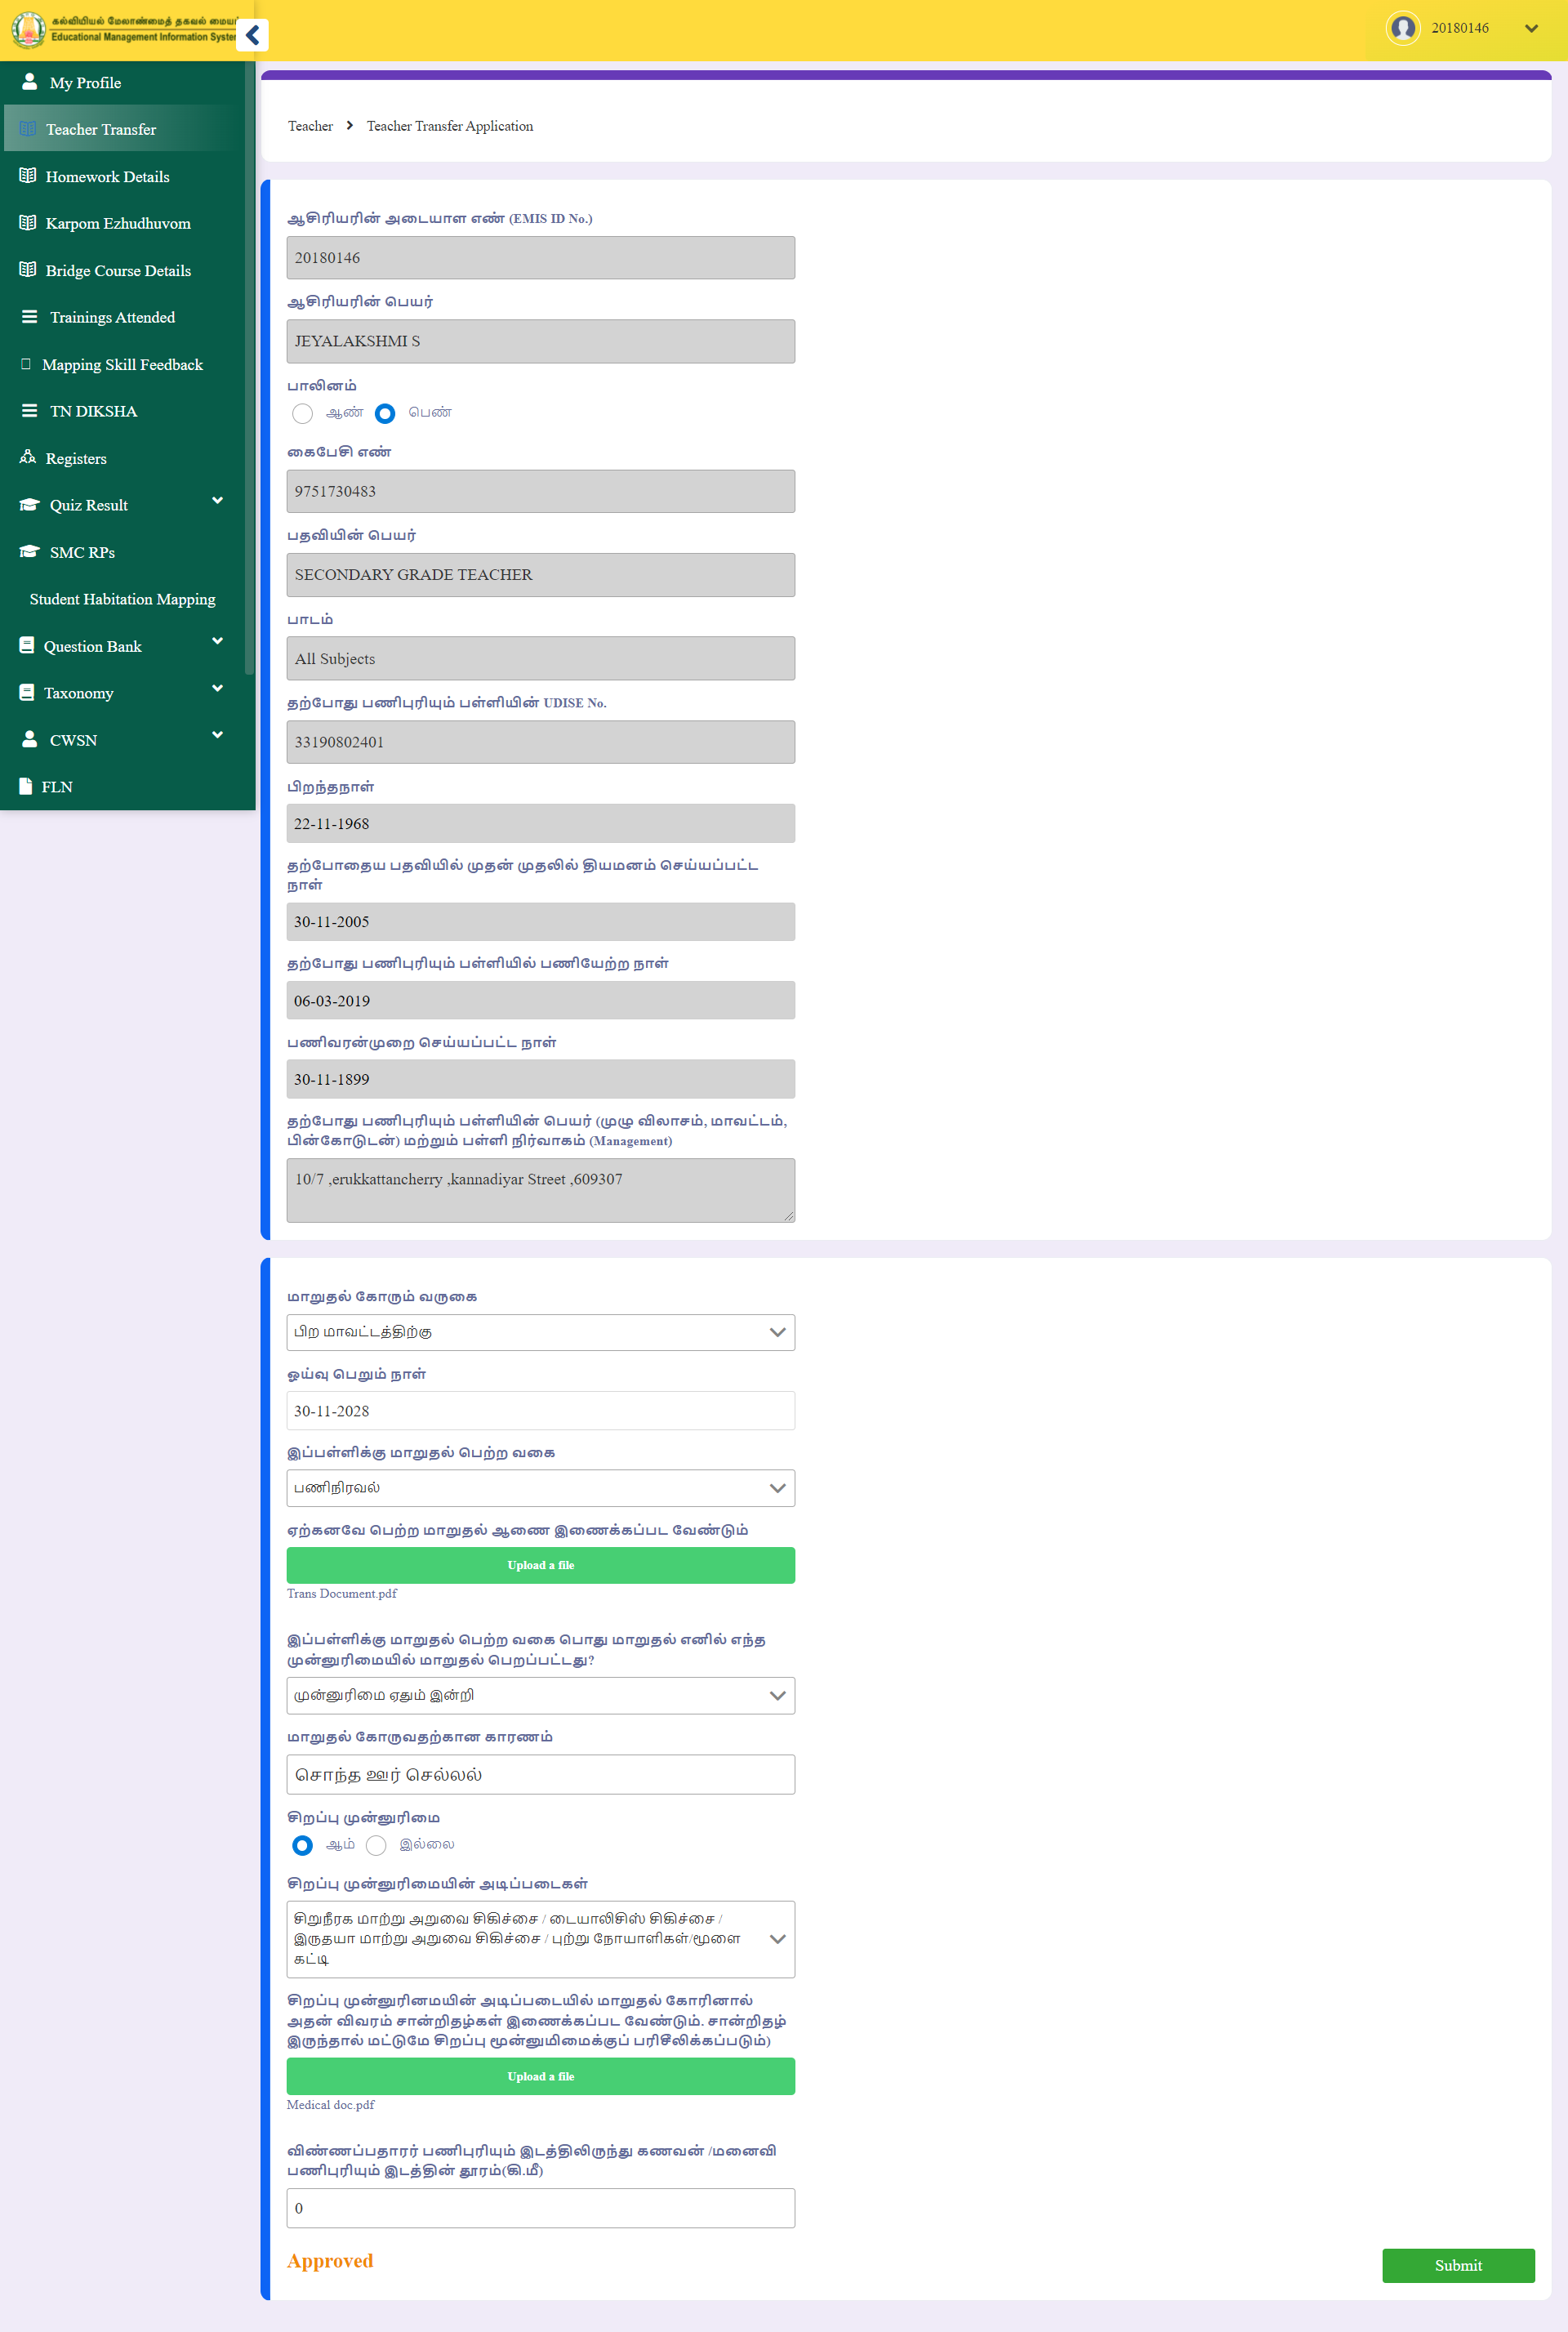 கல்வியியல் மேலாண்மைத் தகவல் மைய
Educational Management Information System
20180146
My Profile
Teacher Transfer
Homework Details
Karpom Ezhudhuvom
Bridge Course Details
Trainings Attended
Mapping Skill Feedback
TN DIKSHA
Registers
Quiz Result
SMC RPs
Student Habitation Mapping
Question Bank
Taxonomy
CWSN
FLN
Teacher > Teacher Transfer Application
ஆசிரியரின் அடையாள எண் (EMIS ID No.)
20180146
ஆசிரியரின் பெயர்
JEYALAKSHMI S
பாலினம்
ஆண் பெண்
கைபேசி எண்
9751730483
பதவியின் பெயர்
SECONDARY GRADE TEACHER
பாடம்
All Subjects
தற்போது பணிபுரியும் பள்ளியின் UDISE No.
33190802401
பிறந்தநாள்
22-11-1968
தற்போதைய பதவியில் முதன் முதலில் தியமனம் செய்யப்பட்ட
நாள்
30-11-2005
தற்போது பணிபுரியும் பள்ளியில் பணியேற்ற நாள்
06-03-2019
பணிவரன்முறை செய்யப்பட்ட நாள்
30-11-1899
தற்போது பணிபுரியும் பள்ளியின் பெயர் (முழு விலாசம், மாவட்டம்,
பின்கோடுடன்) மற்றும் பள்ளி நிர்வாகம் (Management)
10/7 ,erukkattancherry ,kannadiyar Street ,609307
மாறுதல் கோரும் வருகை
பிற மாவட்டத்திற்கு
ஓய்வு பெறும் நாள்
30-11-2028
இப்பள்ளிக்கு மாறுதல் பெற்ற வகை
பணிநிரவல்
ஏற்கனவே பெற்ற மாறுதல் ஆணை இணைக்கப்பட வேண்டும்
Upload a file
Trans Document.pdf
இப்பள்ளிக்கு மாறுதல் பெற்ற வகை பொது மாறுதல் எனில் எந்த
முன்னுரிமையில் மாறுதல் பெறப்பட்டது?
முன்னுரிமை ஏதும் இன்றி
மாறுதல் கோருவதற்கான காரணம்
சொந்த ஊர் செல்லல்
சிறப்பு முன்னுரிமை
ஆம் இல்லை
சிறப்பு முன்னுரிமையின் அடிப்படைகள்
சிறுநீரக மாற்று அறுவை சிகிச்சை / டையாலிசிஸ் சிகிச்சை /
இருதயா மாற்று அறுவை சிகிச்சை / புற்று நோயாளிகள்/மூளை
கட்டி
சிறப்பு முன்னுரினமயின் அடிப்படையில் மாறுதல் கோரினால்
அதன் விவரம் சான்றிதழ்கள் இணைக்கப்பட வேண்டும். சான்றிதழ்
இருந்தால் மட்டுமே சிறப்பு மூன்னுமிமைக்குப் பரிசீலிக்கப்படும்)
Upload a file
Medical doc.pdf
விண்ணப்பதாரர் பணிபுரியும் இடத்திலிருந்து கணவன் /மனைவி
பணிபுரியும் இடத்தின் தூரம்(கி.மீ)
0
Approved
Submit